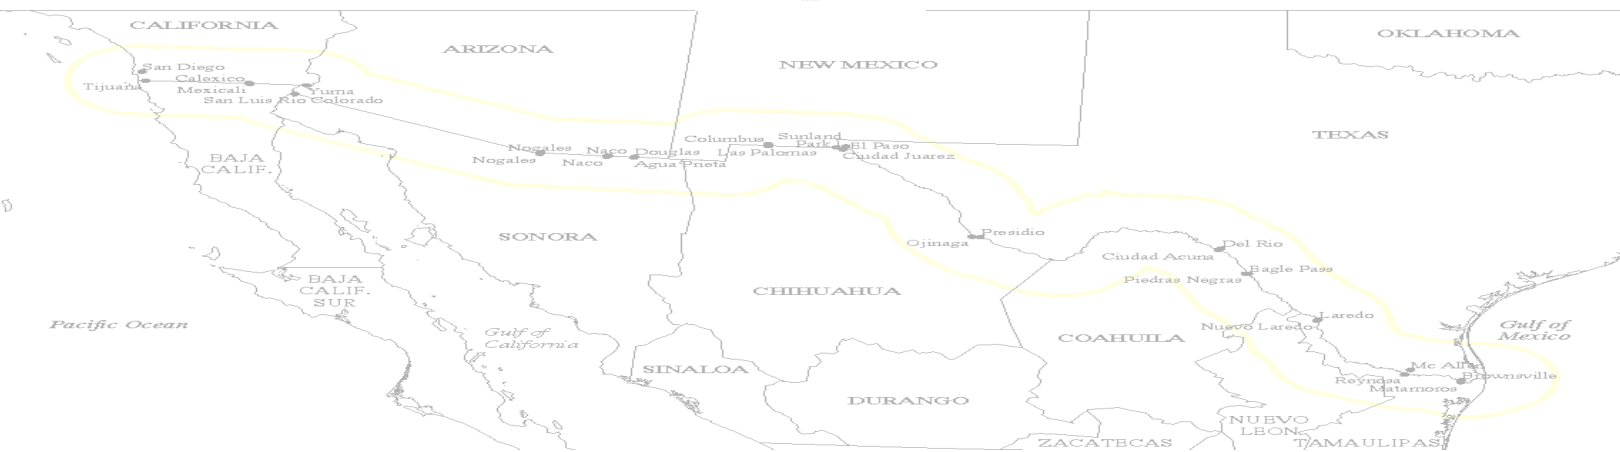 CALIFORNIA
ARIZONA
NEW MEXICO
OKLAHOMA
TEXAS
San Diego
Tijuana
Calexico
Mexicali
Yuma
San Luis Rio Colorado
Columbus
Sunland
Park
El Paso
Las Palomas
Ciudad Juarez
Nogales
Nogales
Naco
Naco
Douglas
Agua Prieta
BAJA
CALIF.
SONORA
Presidio
Ojinaga
Del Rio
Ciudad Acuna
Eagle Pass
Piedras Negras
BAJA
CALIF.
SUR
CHIHUAHUA
Pacific Ocean
Gulf of
California
Laredo
Nuevo Laredo
Gulf of
Mexico
COAHUILA
SINALOA
Mc Allen
Reynosa
Brownsville
Matamoros
DURANGO
NUEVO
LEON
ZACATECAS
TAMAULIPAS